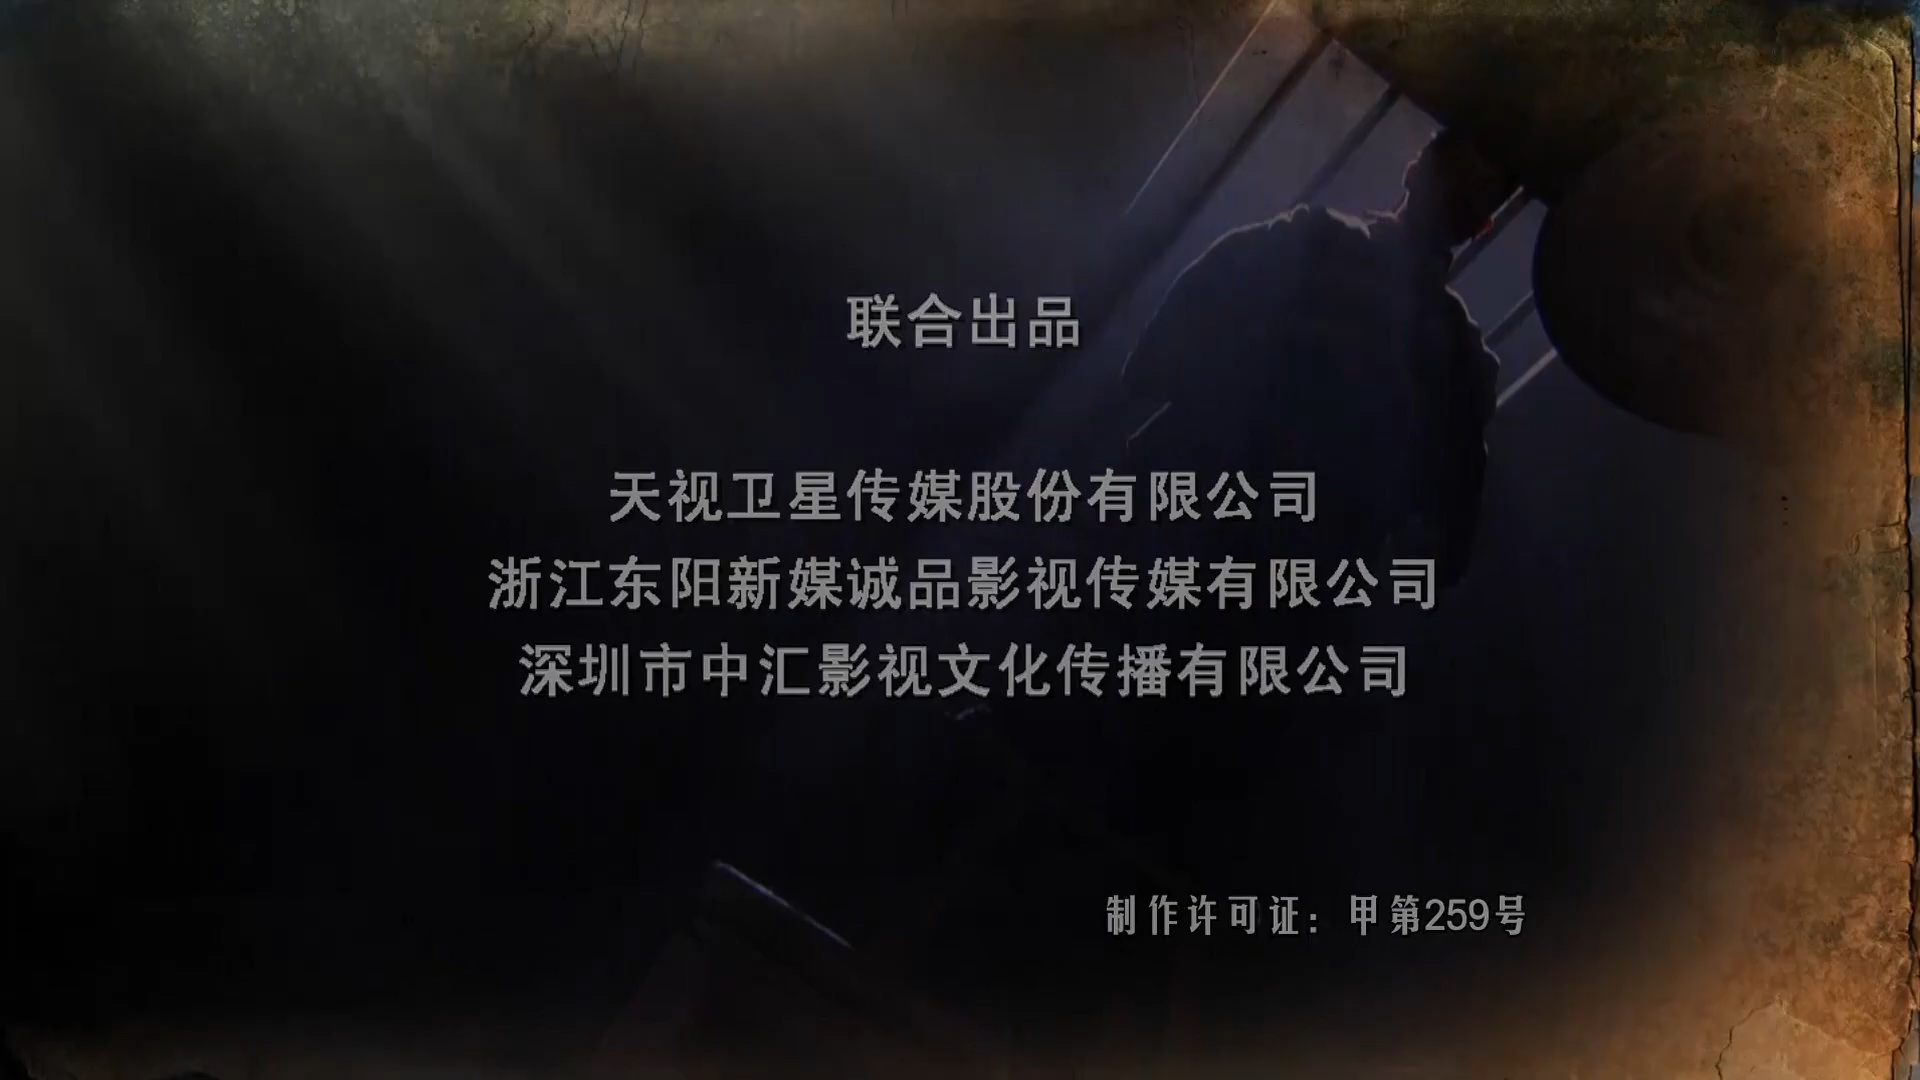 联合出品
天视卫星传媒股份有限公司
浙江东阳新媒诚品影视传媒有限公司
深圳市中汇影视文化传播有限公司
制作许可证：甲第259号